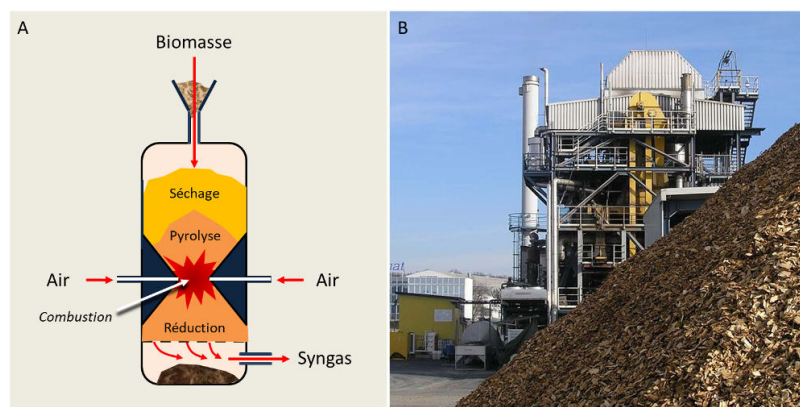 A
Biomasse
Séchage
Pyrolyse
Air
Air
Combustion
Réduction
Syngas
B